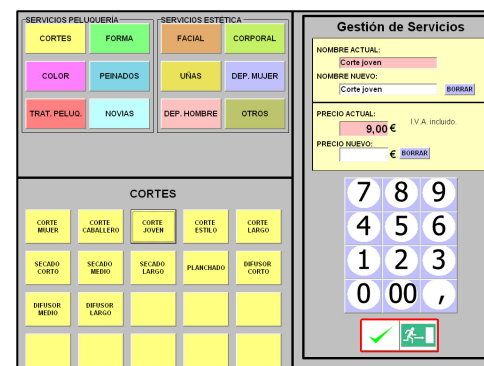 SERVICIOS PELUQUERIA
SERVICIOS ESTÉTICA
CORTES
FORMA
FACIAL
CORPORAL
COLOR
PEINADOS
UÑAS
DEP. MUJER
TRAT. PELUQ.
NOVIAS
DEP. HOMBRE
OTROS
CORTES
CORTE
MUJER
CORTE
CABALLERO
CORTE
JOVEN
CORTE
ESTILO
CORTE
LARGO
SECADO
CORTO
SECADO
MEDIO
SECADO
LARGO
PLANCHADO
DIFUSOR
CORTO
DIFUSOR
MEDIO
DIFUSOR
LARGO
Gestión de Servicios
NOMBRE ACTUAL:
Corte joven
NOMBRE NUEVO:
Corte joven
BORRAR
PRECIO ACTUAL:
9,00 €
I.V.A. incluido.
PRECIO NUEVO:
€
BORRAR
7 8 9
4 5 6
1 2 3
0 00 ,